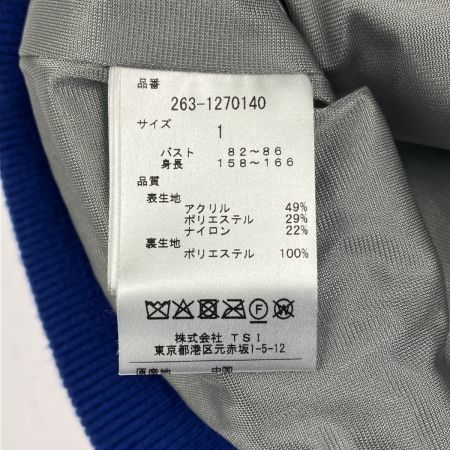 品番
263-1270140
サイズ
1
バスト 82～86
身長 158～166
品質
表生地
アクリル 49%
ポリエステル 29%
ナイロン 22%
裏生地
ポリエステル 100%
株式会社 TSI
東京都港区元赤坂1-5-12
原産地 中国